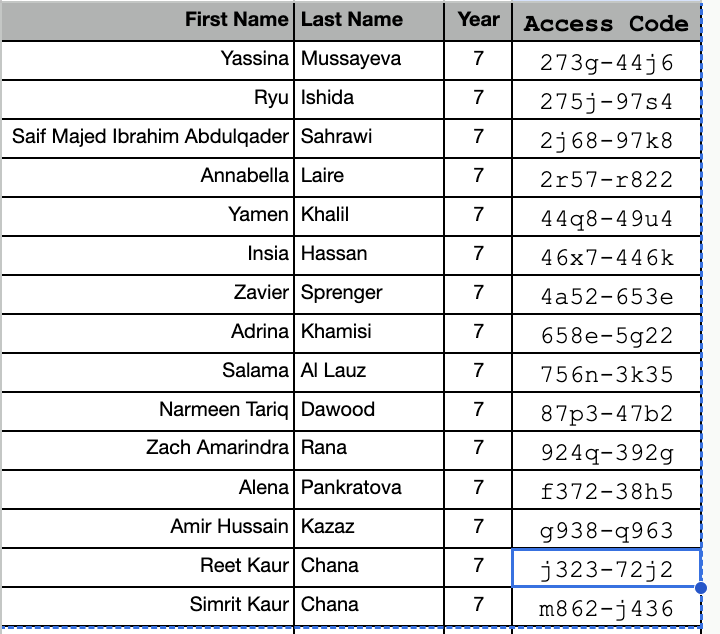 First Name Last Name Year Access Code
Yassina Mussayeva 7 273g-44j6
Ryu Ishida 7 275j-97s4
Saif Majed Ibrahim Abdulqader Sahrawi 7 2j68-97k8
Annabella Laire 7 2r57-r822
Yamen Khalil 7 44q8-49u4
Insia Hassan 7 46x7-446k
Zavier Sprenger 7 4a52-653e
Adrina Khamisi 7 658e-5g22
Salama Al Lauz 7 756n-3k35
Narmeen Tariq Dawood 7 87p3-47b2
Zach Amarindra Rana 7 924q-392g
Alena Pankratova 7 f372-38h5
Amir Hussain Kazaz 7 g938-q963
Reet Kaur Chana 7 j323-72j2
Simrit Kaur Chana 7 m862-j436